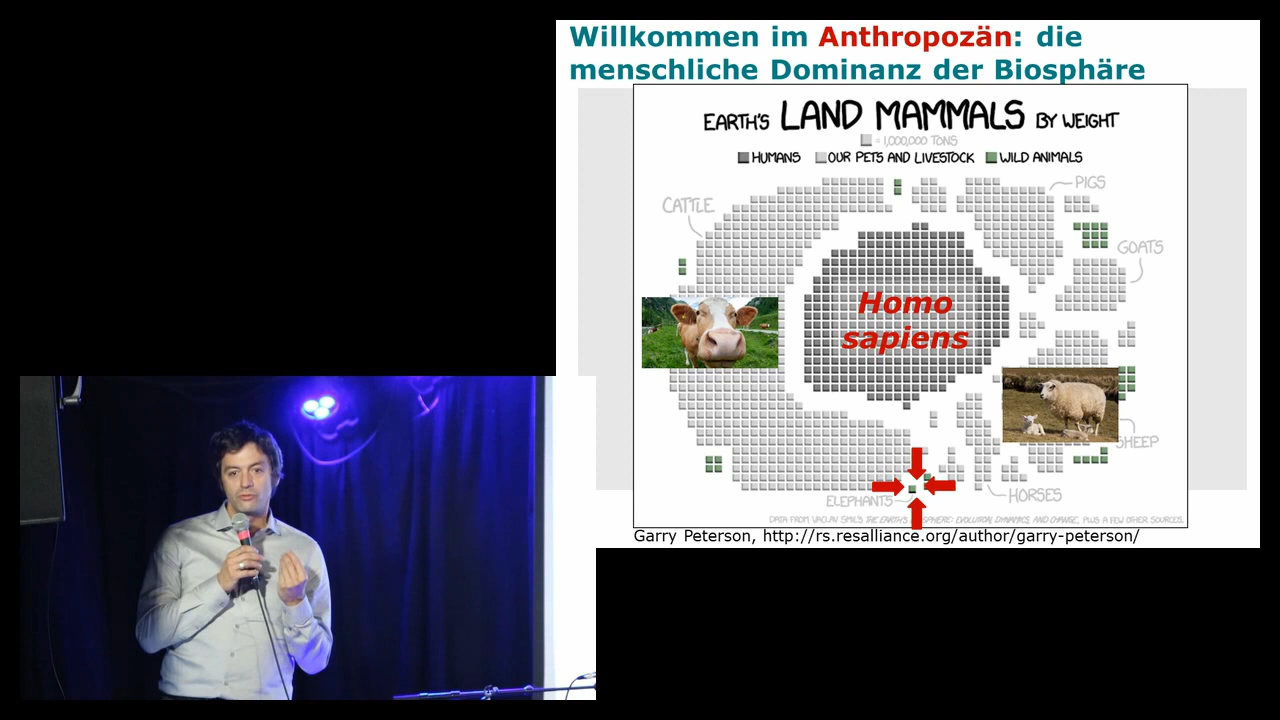 Willkommen im Anthropozän: die
menschliche Dominanz der Biosphäre
EARTH'S LAND MAMMALS BY WEIGHT
= 1,000,000 TONS
HUMANS OUR PETS AND LIVESTOCK WILD ANIMALS
PIGS
CATTLE
GOATS
Homo
sapiens
SHEEP
HORSES
ELEPHANTS
DATA FROM VACLAV SMIL'S THE EARTH'S BIOSPHERE: EVOLUTION, DYNAMICS, AND CHANGE, PLUS A FEW OTHER SOURCES.
Garry Peterson, http://rs.resalliance.org/author/garry-peterson/